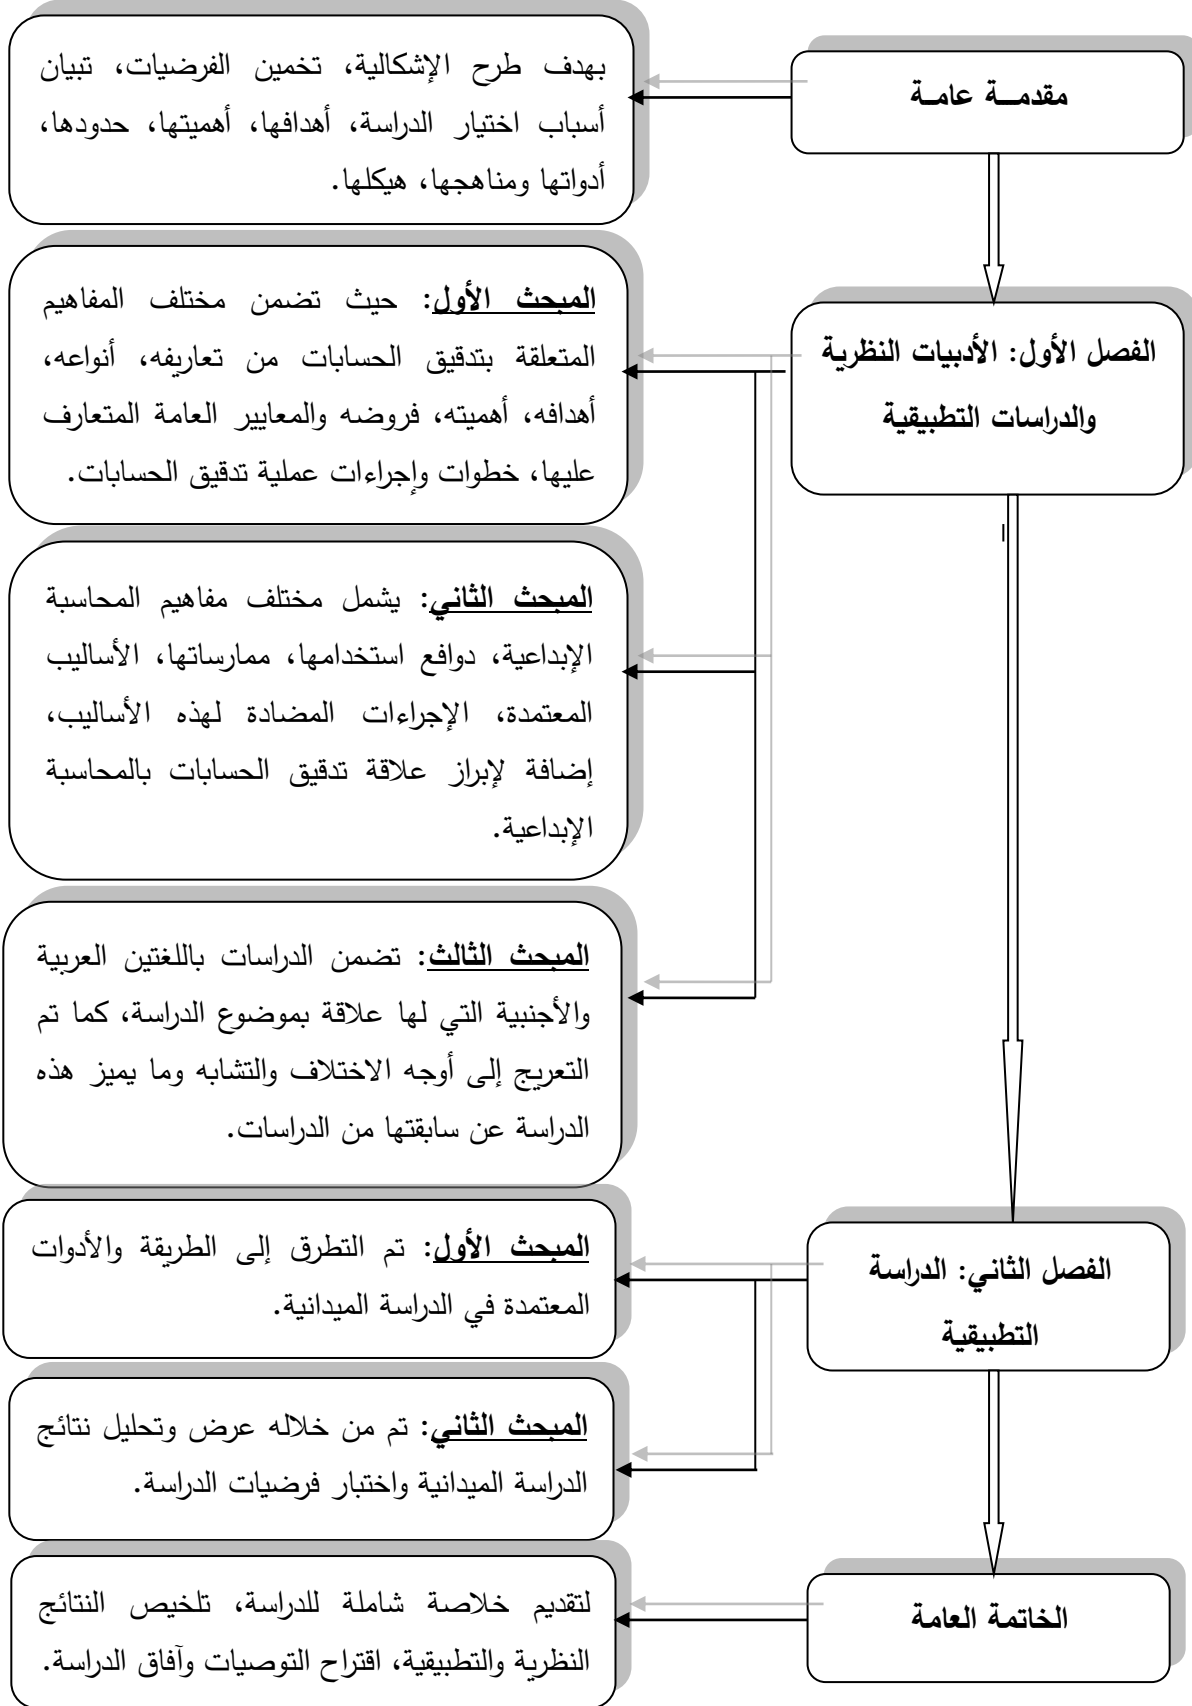 مقدمــة عامــة
بهدف طرح الإشكالية، تخمين الفرضيات، تبيان
أسباب اختيار الدراسة، أهدافها، أهميتها، حدودها،
أدواتها ومناهجها، هيكلها.
الفصل الأول: الأدبيات النظرية
والدراسات التطبيقية
المبحث الأول: حيث تضمن مختلف المفاهيم
المتعلقة بتدقيق الحسابات من تعاريفه، أنواعه،
أهدافه، أهميته، فروضه والمعايير العامة المتعارف
عليها، خطوات وإجراءات عملية تدقيق الحسابات.
المبحث الثاني: يشمل مختلف مفاهيم المحاسبة
الإبداعية، دوافع استخدامها، ممارساتها، الأساليب
المعتمدة، الإجراءات المضادة لهذه الأساليب،
إضافة لإبراز علاقة تدقيق الحسابات بالمحاسبة
الإبداعية.
المبحث الثالث: تضمن الدراسات باللغتين العربية
والأجنبية التي لها علاقة بموضوع الدراسة، كما تم
التعريج إلى أوجه الاختلاف والتشابه وما يميز هذه
الدراسة عن سابقتها من الدراسات.
الفصل الثاني: الدراسة
التطبيقية
المبحث الأول: تم التطرق إلى الطريقة والأدوات
المعتمدة في الدراسة الميدانية.
المبحث الثاني: تم من خلاله عرض وتحليل نتائج
الدراسة الميدانية واختبار فرضيات الدراسة.
الخاتمة العامة
لتقديم خلاصة شاملة للدراسة، تلخيص النتائج
النظرية والتطبيقية، اقتراح التوصيات وآفاق الدراسة.